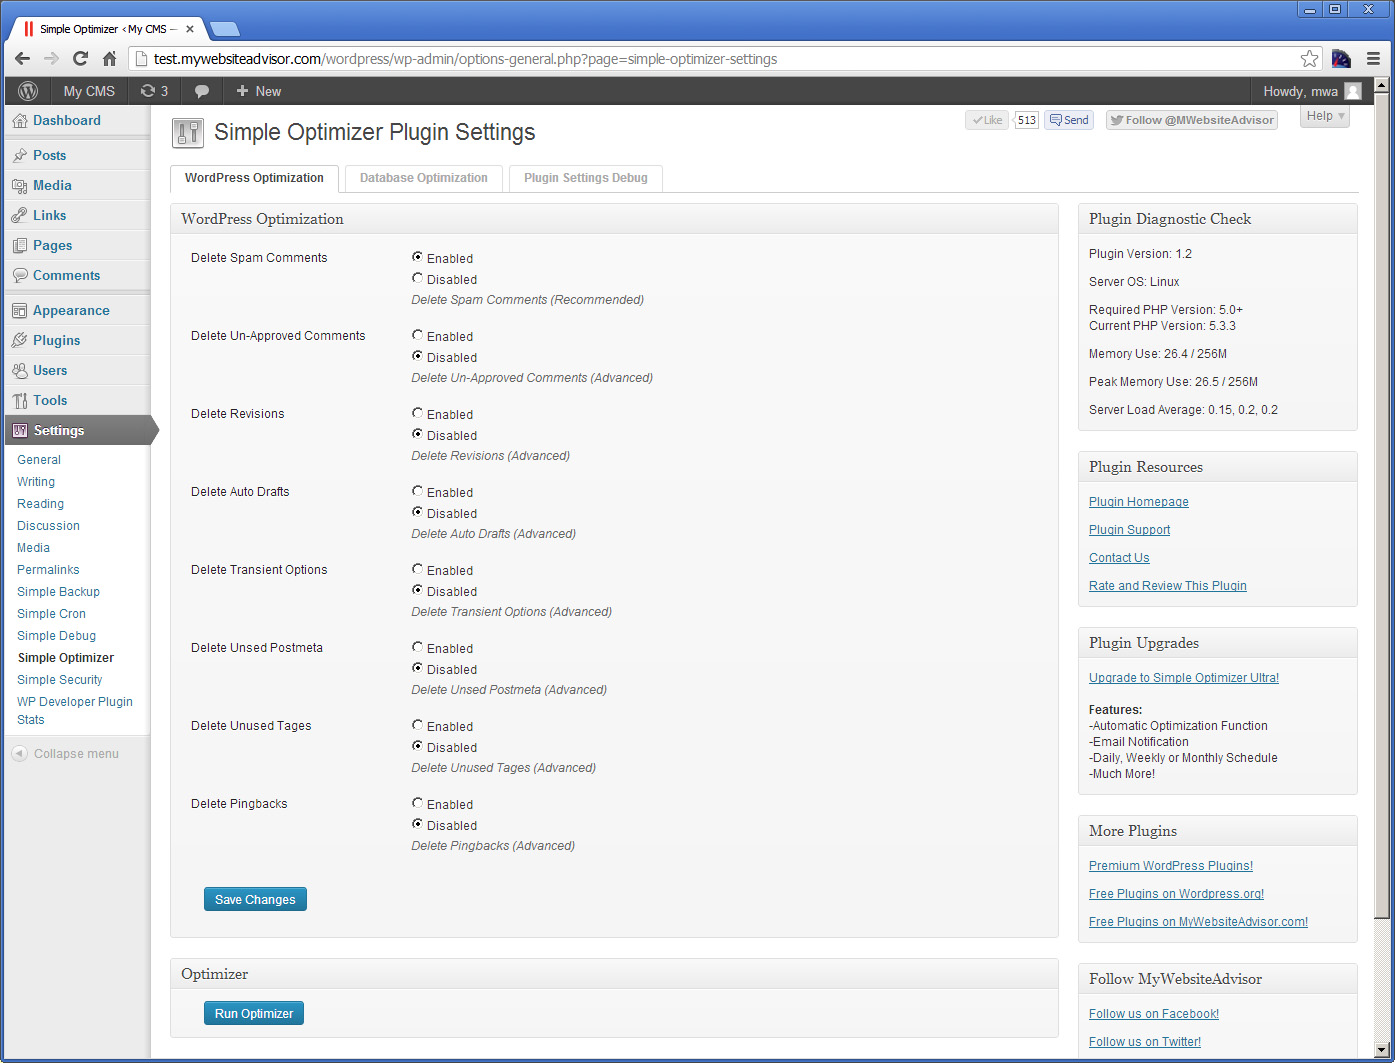 Simple Optimizer ‹ My CMS —
test.mywebsiteadvisor.com/wordpress/wp-admin/options-general.php?page=simple-optimizer-settings
My CMS
3
+ New
Howdy, mwa
Dashboard
Posts
Media
Links
Pages
Comments
Appearance
Plugins
Users
Tools
Settings
General
Writing
Reading
Discussion
Media
Permalinks
Simple Backup
Simple Cron
Simple Debug
Simple Optimizer
Simple Security
WP Developer Plugin
Stats
Collapse menu
Simple Optimizer Plugin Settings
Like
513
Send
Follow @MWebsiteAdvisor
Help
WordPress Optimization
Database Optimization
Plugin Settings Debug
WordPress Optimization
Delete Spam Comments
Enabled
Disabled
Delete Spam Comments (Recommended)
Delete Un-Approved Comments
Enabled
Disabled
Delete Un-Approved Comments (Advanced)
Delete Revisions
Enabled
Disabled
Delete Revisions (Advanced)
Delete Auto Drafts
Enabled
Disabled
Delete Auto Drafts (Advanced)
Delete Transient Options
Enabled
Disabled
Delete Transient Options (Advanced)
Delete Unsed Postmeta
Enabled
Disabled
Delete Unsed Postmeta (Advanced)
Delete Unused Tages
Enabled
Disabled
Delete Unused Tages (Advanced)
Delete Pingbacks
Enabled
Disabled
Delete Pingbacks (Advanced)
Save Changes
Optimizer
Run Optimizer
Plugin Diagnostic Check
Plugin Version: 1.2
Server OS: Linux
Required PHP Version: 5.0+
Current PHP Version: 5.3.3
Memory Use: 26.4 / 256M
Peak Memory Use: 26.5 / 256M
Server Load Average: 0.15, 0.2, 0.2
Plugin Resources
Plugin Homepage
Plugin Support
Contact Us
Rate and Review This Plugin
Plugin Upgrades
Upgrade to Simple Optimizer Ultra!
Features:
-Automatic Optimization Function
-Email Notification
-Daily, Weekly or Monthly Schedule
-Much More!
More Plugins
Premium WordPress Plugins!
Free Plugins on Wordpress.org!
Free Plugins on MyWebsiteAdvisor.com!
Follow MyWebsiteAdvisor
Follow us on Facebook!
Follow us on Twitter!